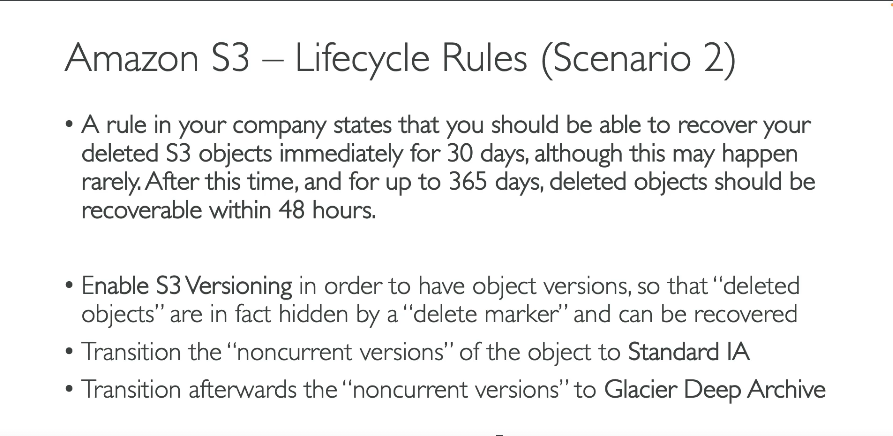 Amazon S3 – Lifecycle Rules (Scenario 2)
• A rule in your company states that you should be able to recover your
deleted S3 objects immediately for 30 days, although this may happen
rarely. After this time, and for up to 365 days, deleted objects should be
recoverable within 48 hours.
• Enable S3 Versioning in order to have object versions, so that “deleted
objects” are in fact hidden by a “delete marker” and can be recovered
• Transition the “noncurrent versions” of the object to Standard IA
• Transition afterwards the “noncurrent versions” to Glacier Deep Archive